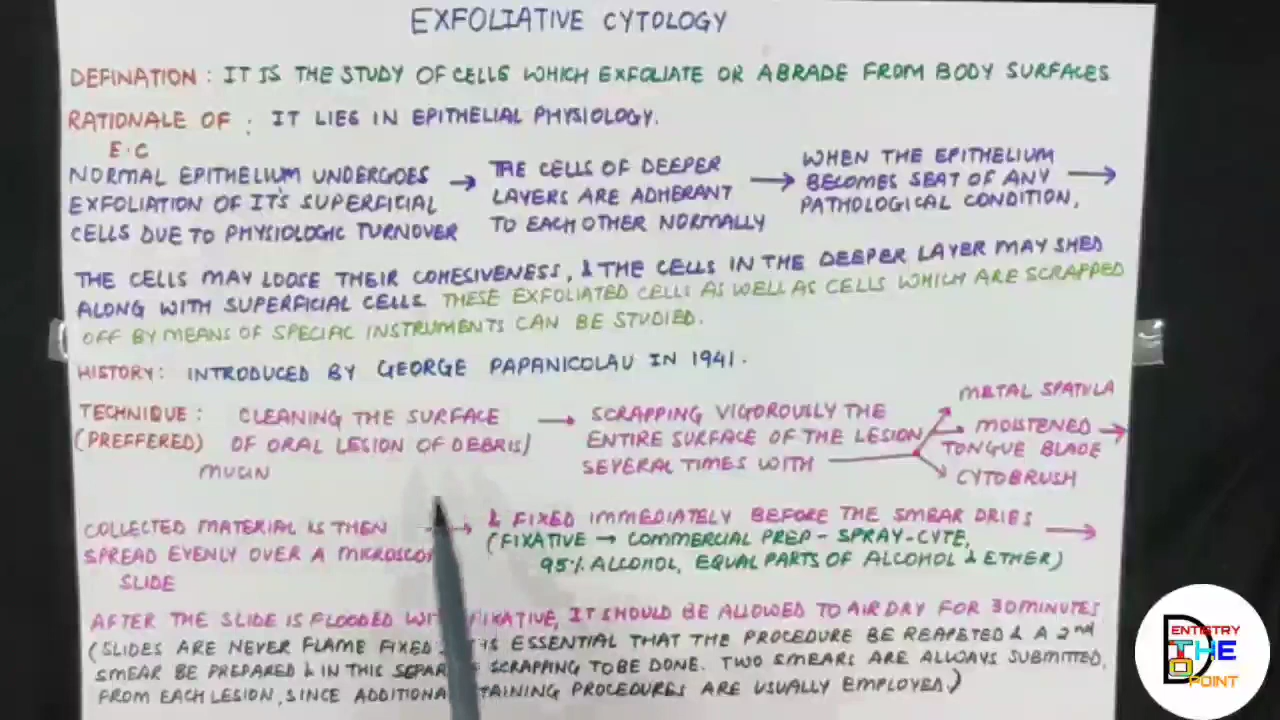 EXFOLIATIVE CYTOLOGY
DEFINATION : IT IS THE STUDY OF CELLS WHICH EXFOLIATE OR ABRADE FROM BODY SURFACES
RATIONALE OF : IT LIES IN EPITHELIAL PHYSIOLOGY.
E.C
NORMAL EPITHELIUM UNDERGOES
EXFOLIATION OF IT'S SUPERFICIAL
CELLS DUE TO PHYSIOLOGIC TURNOVER
→ THE CELLS OF DEEPER
LAYERS ARE ADHERANT
TO EACH OTHER NORMALLY
→ WHEN THE EPITHELIUM
BECOMES SEAT OF ANY →
PATHOLOGICAL CONDITION,
THE CELLS MAY LOOSE THEIR COHESIVENESS, & THE CELLS IN THE DEEPER LAYER MAY SHED
ALONG WITH SUPERFICIAL CELLS THESE EXFOLIATED CELLS AS WELL AS CELLS WHICH ARE SCRAPPED
OFF BY MEANS OF SPECIAL INSTRUMENTS CAN BE STUDIED.
HISTORY: INTRODUCED BY GEORGE PAPANICOLAU IN 1941.
TECHNIQUE : CLEANING THE SURFACE
(PREFFERED) OF ORAL LESION OF DEBRIS/
MUCIN
→ SCRAPPING VIGOROUSLY THE
ENTIRE SURFACE OF THE LESION
SEVERAL TIMES WITH
METAL SPATULA
MOISTENED →
TONGUE BLADE
CYTOBRUSH
COLLECTED MATERIAL IS THEN
SPREAD EVENLY OVER A
SLIDE
→ & FIXED IMMEDIATELY BEFORE THE SMEAR DRIES →
(FIXATIVE → COMMERCIAL PREP - SPRAY-CYTE,
95% ALCOHOL, EQUAL PARTS OF ALCOHOL & ETHER)
AFTER THE SLIDE IS FLOODED FIXATIVE, IT SHOULD BE ALLOWED TO AIR DRY FOR 30 MINUTES
(SLIDES ARE NEVER FLAME FIXED IS ESSENTIAL THAT THE PROCEDURE BE REAPETED & A 2nd
SMEAR BE PREPARED & IN THIS SCRAPPING TO BE DONE. TWO SMEARS ARE ALWAYS SUBMITTED,
FROM EACH LESION, SINCE PROCEDURES ARE USUALLY EMPLOYED)
DENTISTRY
THE
POINT